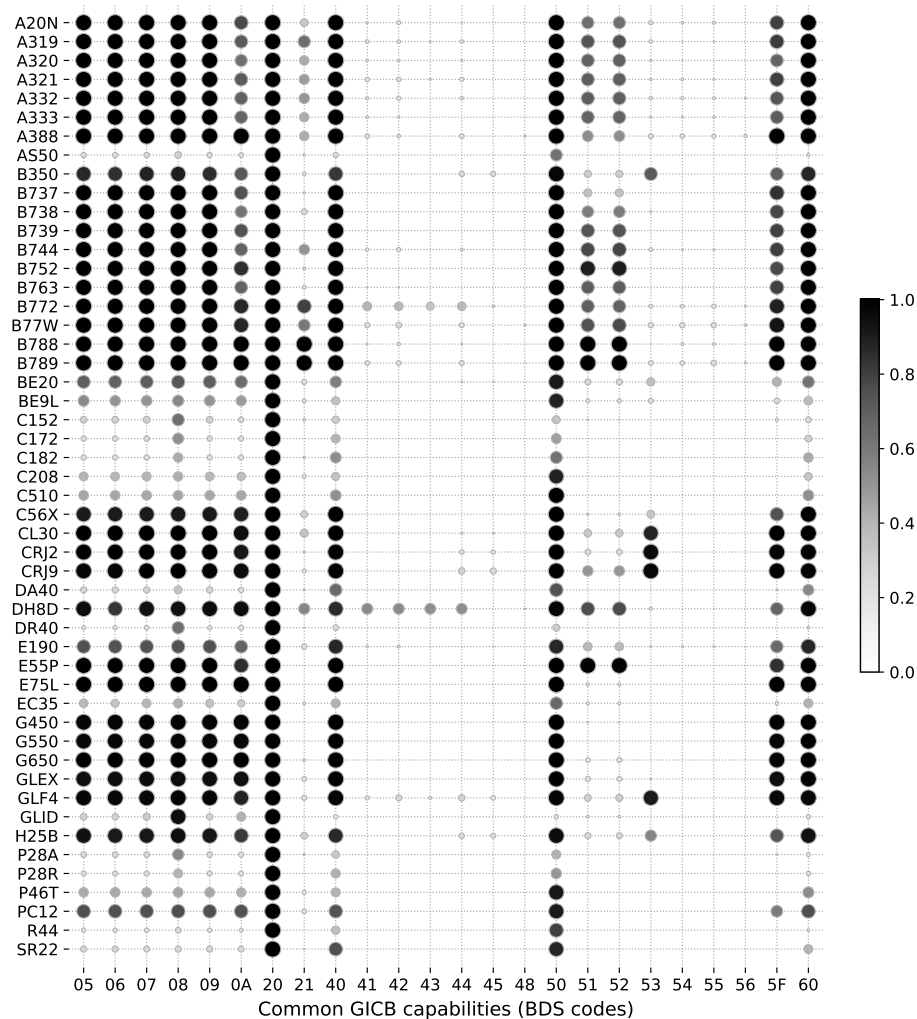 A20N
A319
A320
A321
A332
A333
A388
AS50
B350
B737
B738
B739
B744
B752
B763
B772
B77W
B788
B789
BE20
BE9L
C152
C172
C182
C208
C510
C56X
CL30
CRJ2
CRJ9
DA40
DH8D
DR40
E190
E55P
E75L
EC35
G450
G550
G650
GLEX
GLF4
GLID
H25B
P28A
P28R
P46T
PC12
R44
SR22
05 06 07 08 09 0A 20 21 40 41 42 43 44 45 48 50 51 52 53 54 55 56 5F 60
Common GICB capabilities (BDS codes)
1.0
0.8
0.6
0.4
0.2
0.0